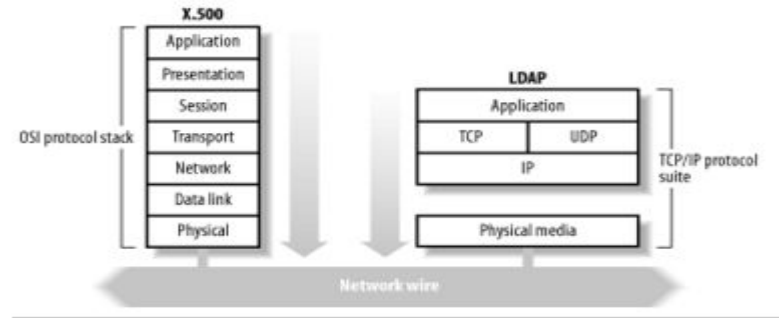 X.500
Application
Presentation
Session
Transport
Network
Data link
Physical
OSI protocol stack
LDAP
Application
TCP UDP
IP
Physical media
TCP/IP protocol
suite
Network wire